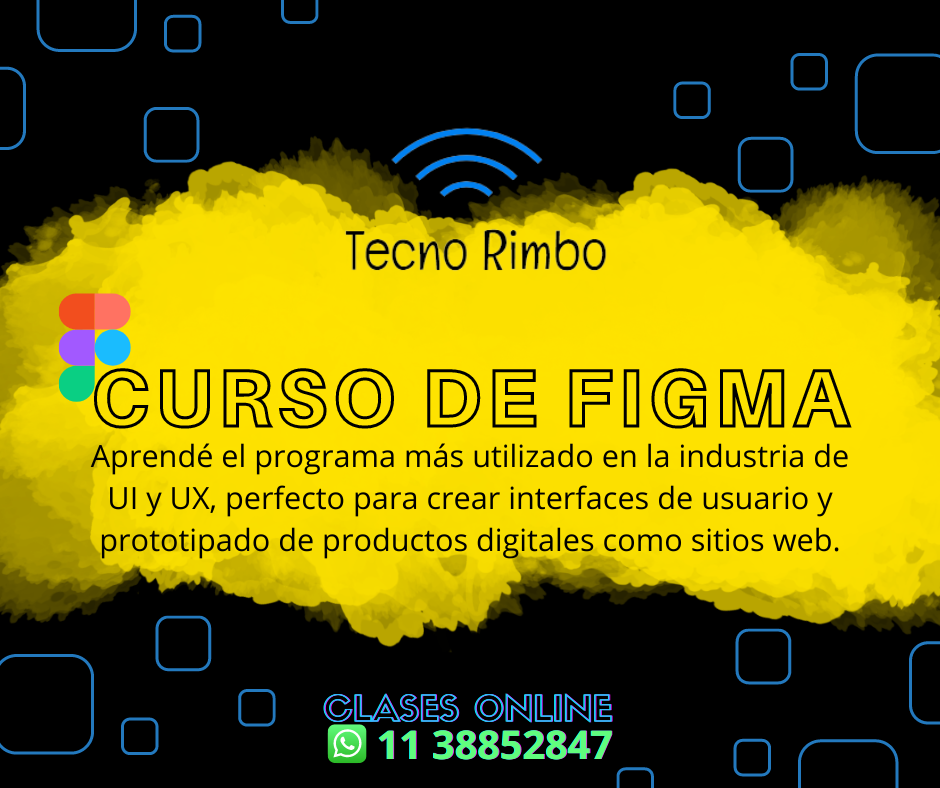 Tecno Rimbo
CURSO DE FIGMA
Aprendé el programa más utilizado en la industria de
UI y UX, perfecto para crear interfaces de usuario y
prototipado de productos digitales como sitios web.
CLASES ONLINE
11 38852847